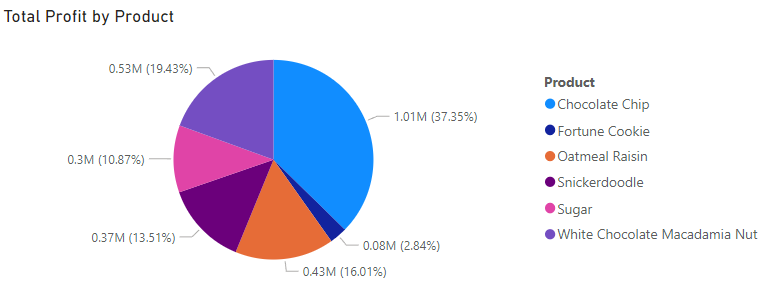 Total Profit by Product
0.53M (19.43%)
1.01M (37.35%)
0.3M (10.87%)
0.37M (13.51%)
0.08M (2.84%)
0.43M (16.01%)
Product
Chocolate Chip
Fortune Cookie
Oatmeal Raisin
Snickerdoodle
Sugar
White Chocolate Macadamia Nut